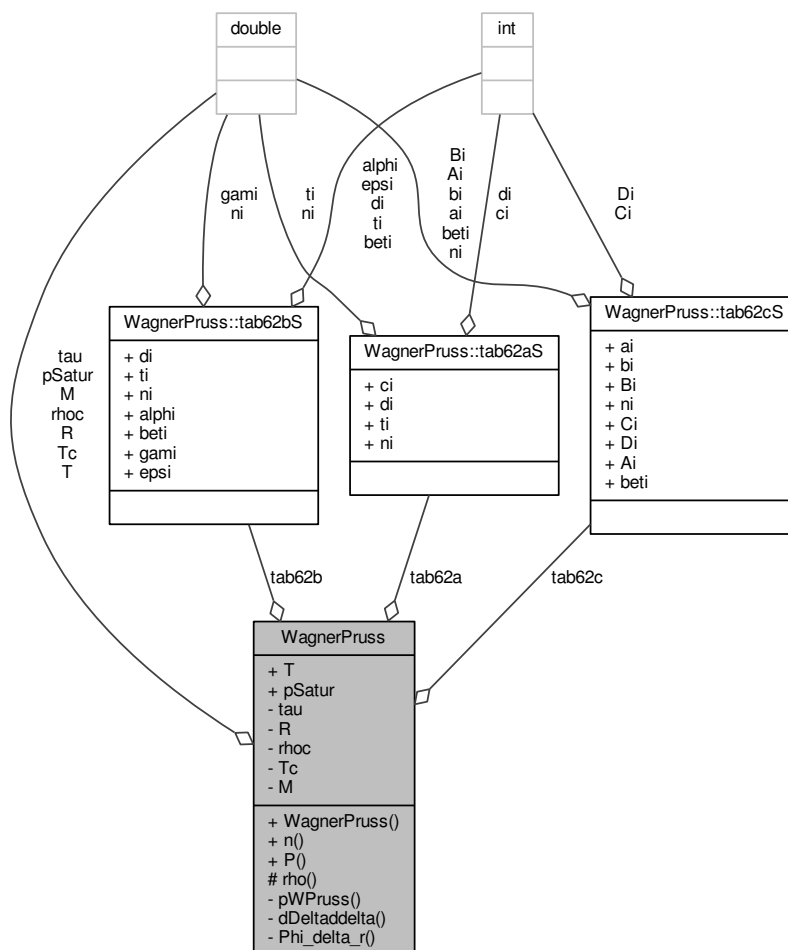 double
int
gami
ni
ti
ni
alphi
epsi
di
ti
beti
Bi
Ai
bi
ai
beti
ni
di
ci
Di
Ci
tau
pSatur
M
rhoc
R
Tc
T
WagnerPruss::tab62bS
+ di
+ ti
+ ni
+ alphi
+ beti
+ gami
+ epsi
WagnerPruss::tab62aS
+ ci
+ di
+ ti
+ ni
WagnerPruss::tab62cS
+ ai
+ bi
+ Bi
+ ni
+ Ci
+ Di
+ Ai
+ beti
tab62b
tab62a
tab62c
WagnerPruss
+ T
+ pSatur
- tau
- R
- rhoc
- Tc
- M
+ WagnerPruss()
+ n()
+ P()
# rho()
- pWPruss()
- dDeltaddelta()
- Phi_delta_r()